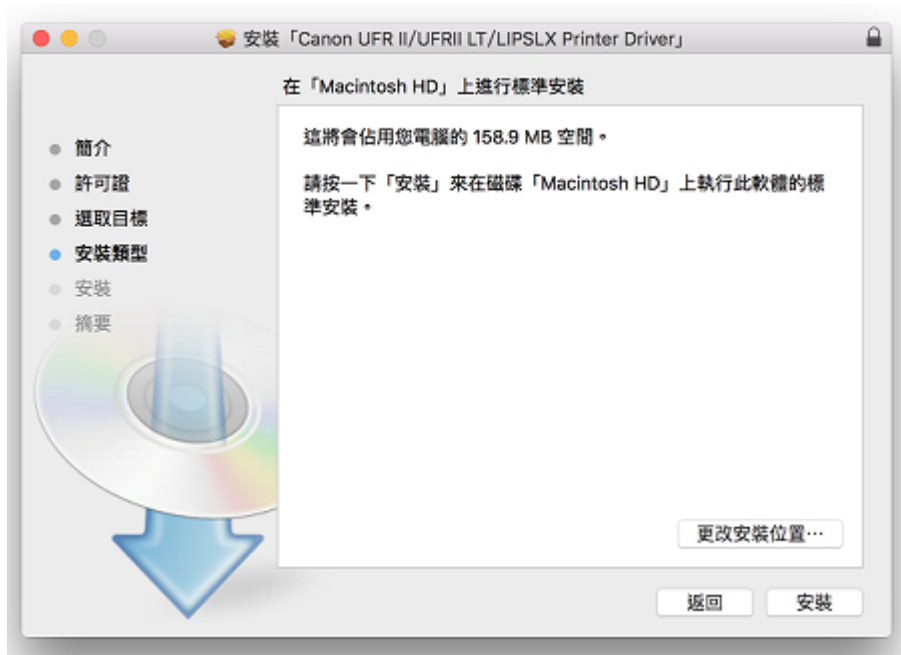 安裝「Canon UFR II/UFRII LT/LIPSLX Printer Driver」
在「Macintosh HD」上進行標準安裝
簡介
許可證
選取目標
安裝類型
安裝
摘要
這將會佔用您電腦的 158.9 MB 空間。
請按一下「安裝」來在磁碟「Macintosh HD」上執行此軟體的標
準安裝。
更改安裝位置⋯
返回
安裝